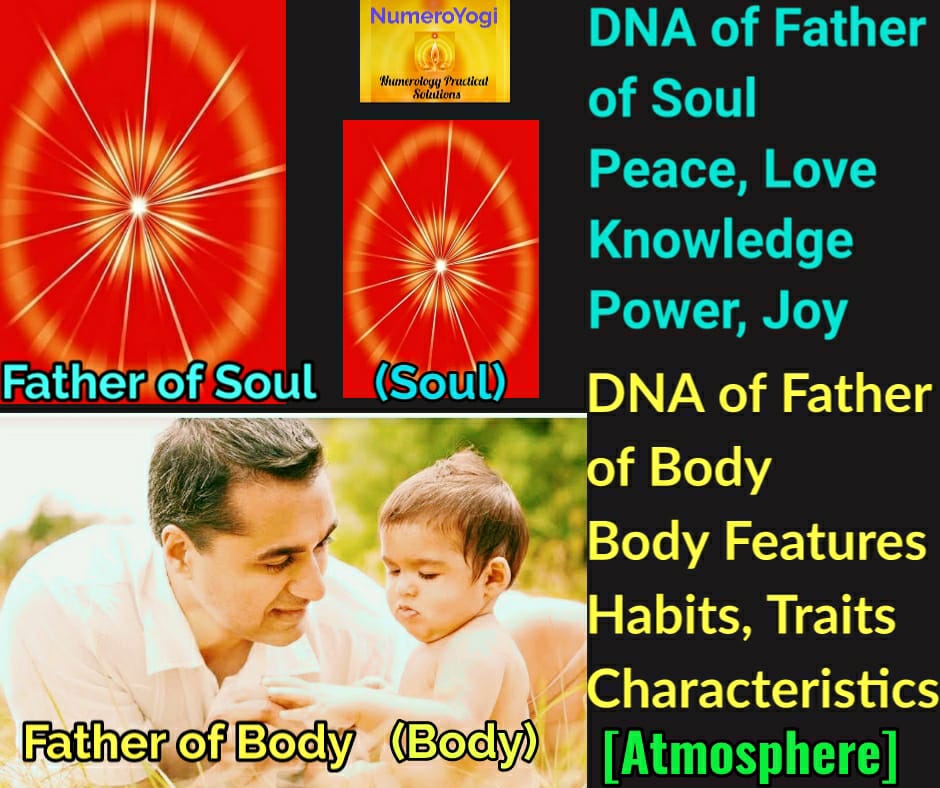 NumeroYogi
Numerology Practical
Solutions
Father of Soul
(Soul)
DNA of Father
of Soul
Peace, Love
Knowledge
Power, Joy
Father of Body
(Body)
DNA of Father
of Body
Body Features
Habits, Traits
Characteristics
[Atmosphere]